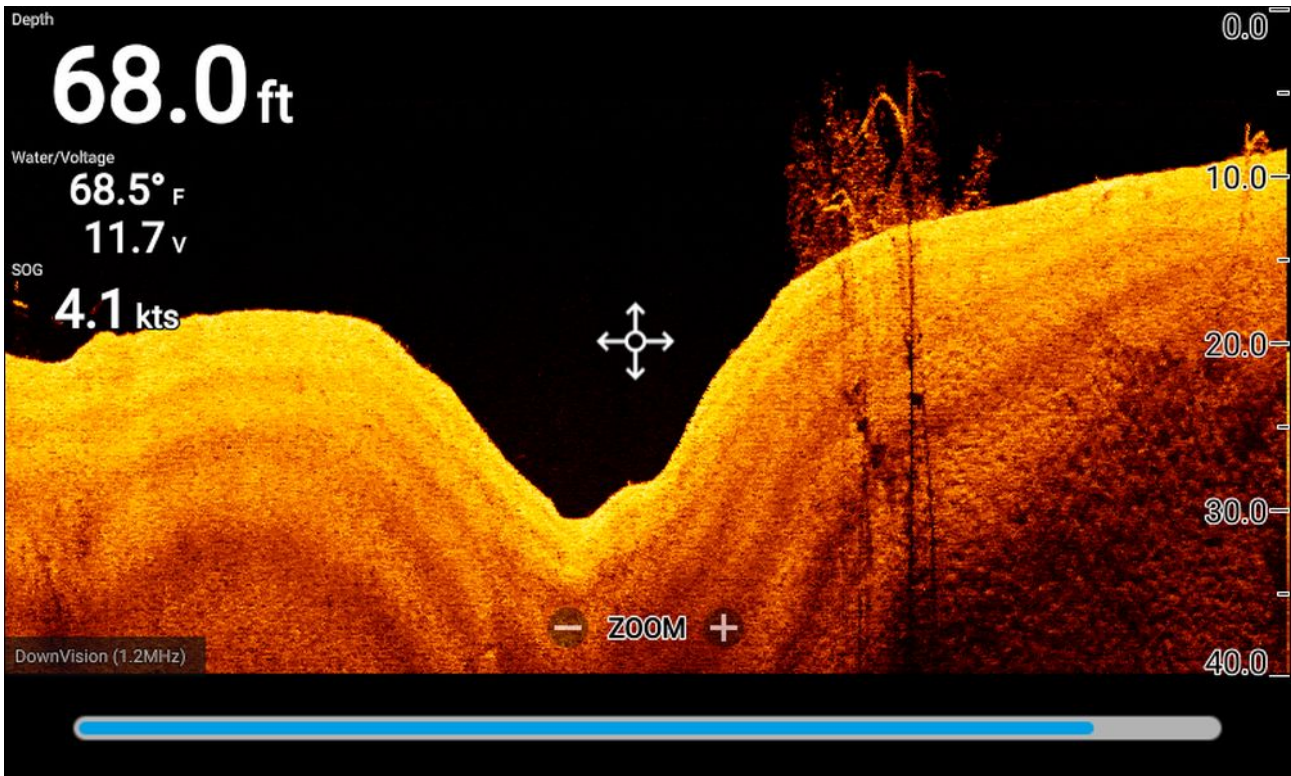 Depth
68.0 ft
Water/Voltage
68.5° F
11.7 V
SOG
4.1 kts
0.0
10.0
20.0
30.0
40.0
− ZOOM +
DownVision (1.2MHz)